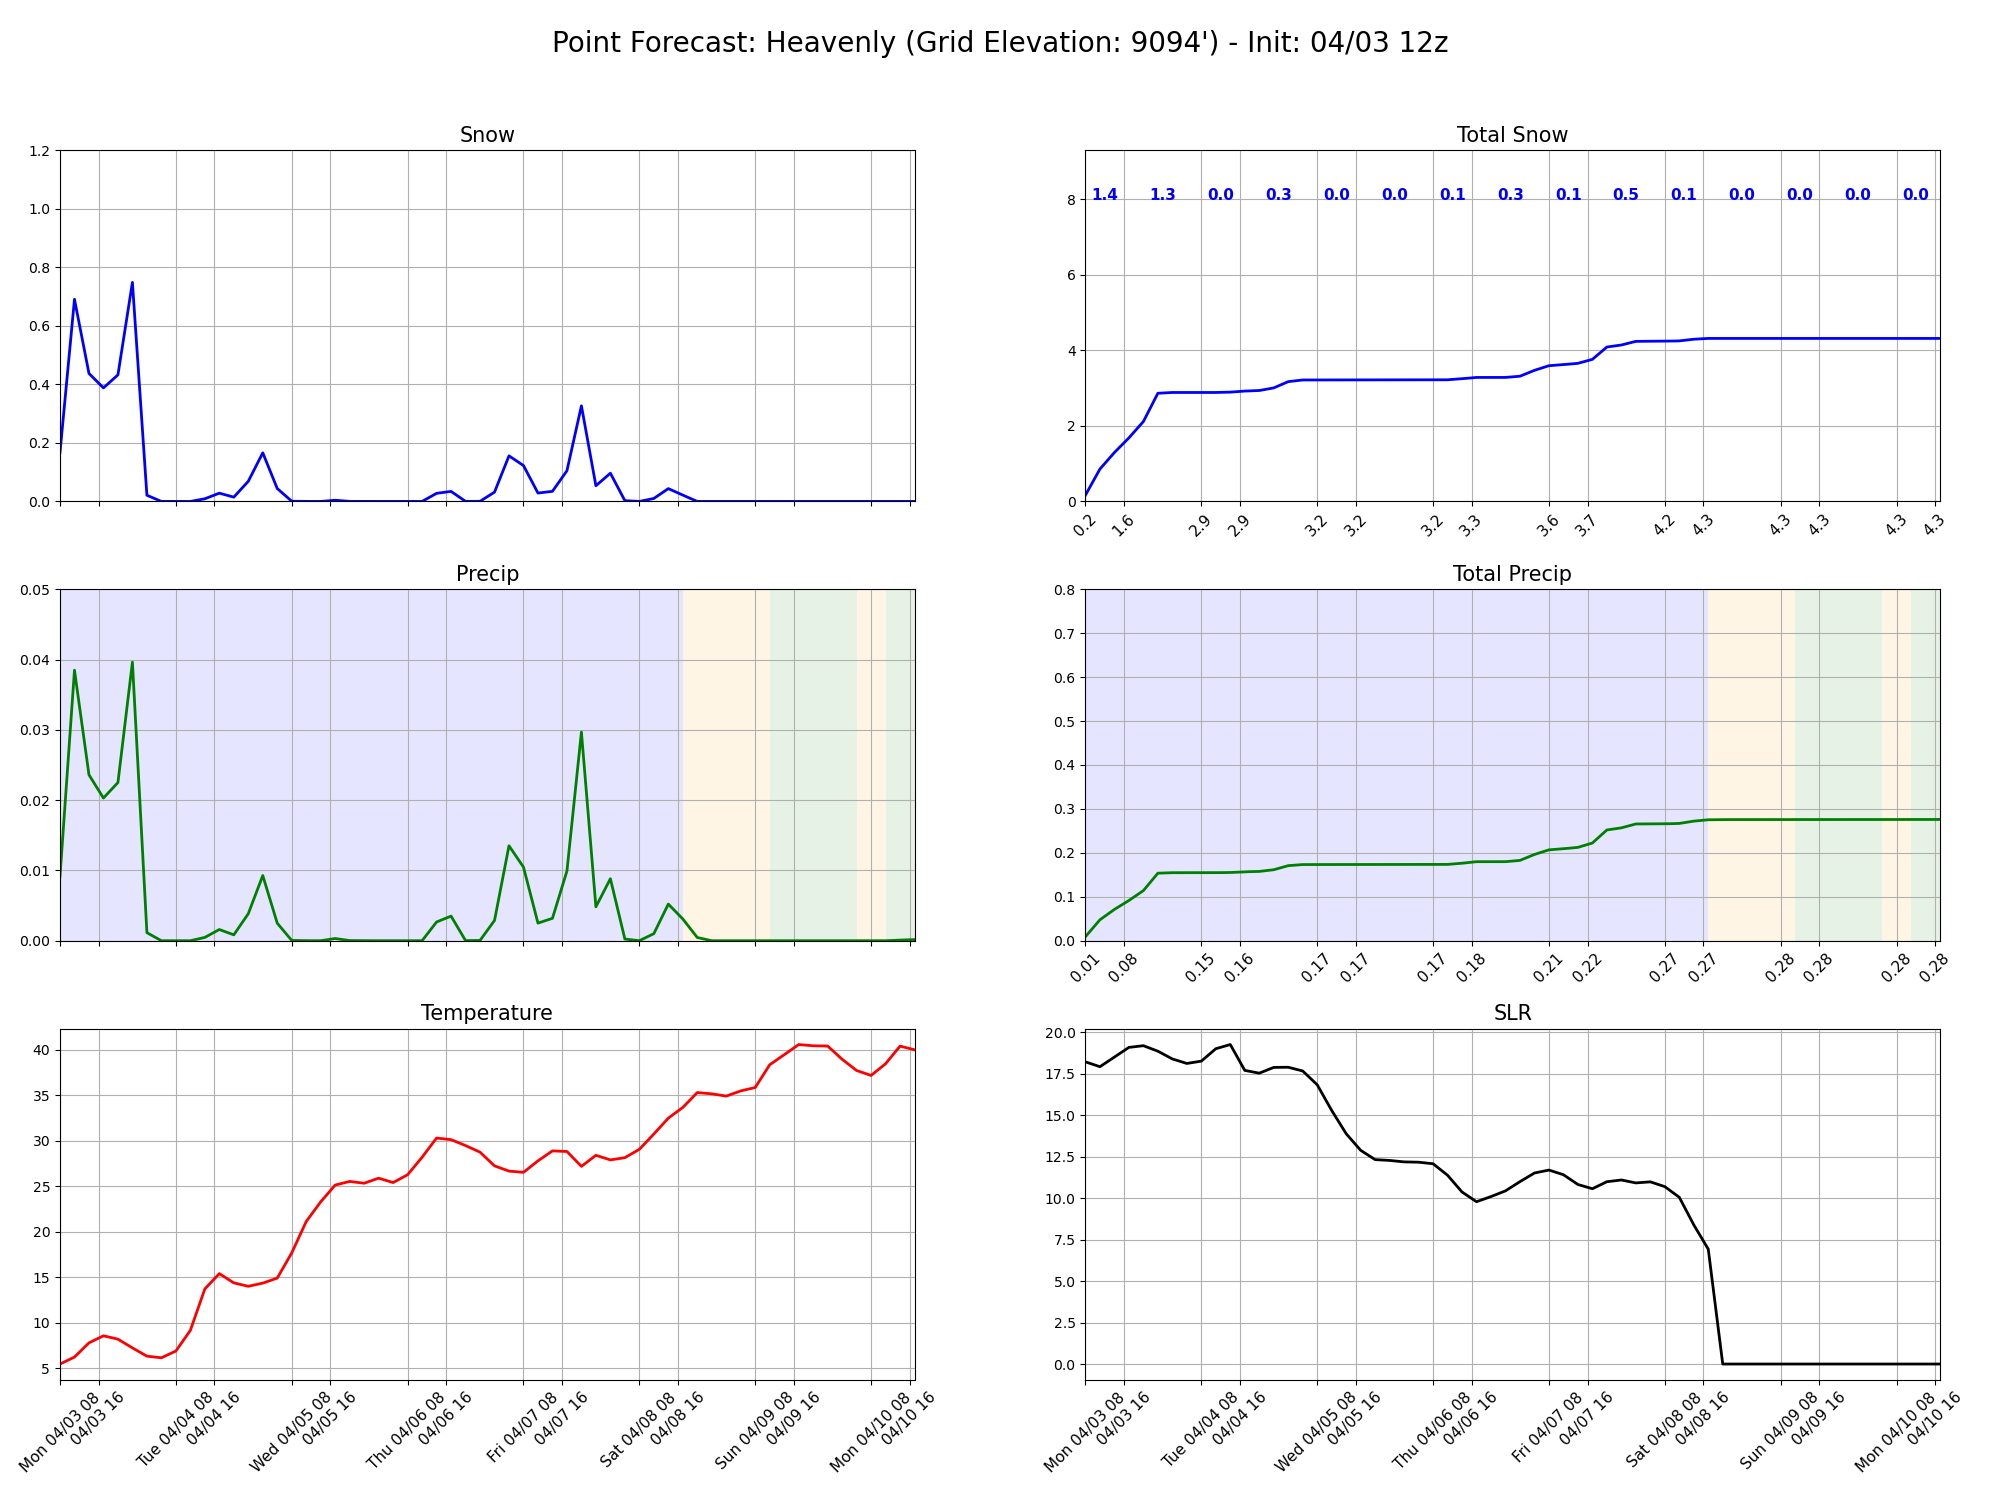 Point Forecast: Heavenly (Grid Elevation: 9094') - Init: 04/03 12z
Snow
1.2
1.0
0.8
0.6
0.4
0.2
0.0
Total Snow
8
6
4
2
0
1.4 1.3 0.0 0.3 0.0 0.0 0.1 0.3 0.1 0.5 0.1 0.0 0.0 0.0 0.0
0.2 1.6 2.9 2.9 3.2 3.2 3.2 3.3 3.6 3.7 4.2 4.3 4.3 4.3 4.3 4.3
Precip
0.05
0.04
0.03
0.02
0.01
0.00
Total Precip
0.8
0.7
0.6
0.5
0.4
0.3
0.2
0.1
0.0
0.01 0.08 0.15 0.16 0.17 0.17 0.17 0.18 0.21 0.22 0.27 0.27 0.28 0.28 0.28 0.28
Temperature
40
35
30
25
20
15
10
5
Mon 04/03 08
04/03 16
Tue 04/04 08
04/04 16
Wed 04/05 08
04/05 16
Thu 04/06 08
04/06 16
Fri 04/07 08
04/07 16
Sat 04/08 08
04/08 16
Sun 04/09 08
04/09 16
Mon 04/10 08
04/10 16
SLR
20.0
17.5
15.0
12.5
10.0
7.5
5.0
2.5
0.0
Mon 04/03 08
04/03 16
Tue 04/04 08
04/04 16
Wed 04/05 08
04/05 16
Thu 04/06 08
04/06 16
Fri 04/07 08
04/07 16
Sat 04/08 08
04/08 16
Sun 04/09 08
04/09 16
Mon 04/10 08
04/10 16